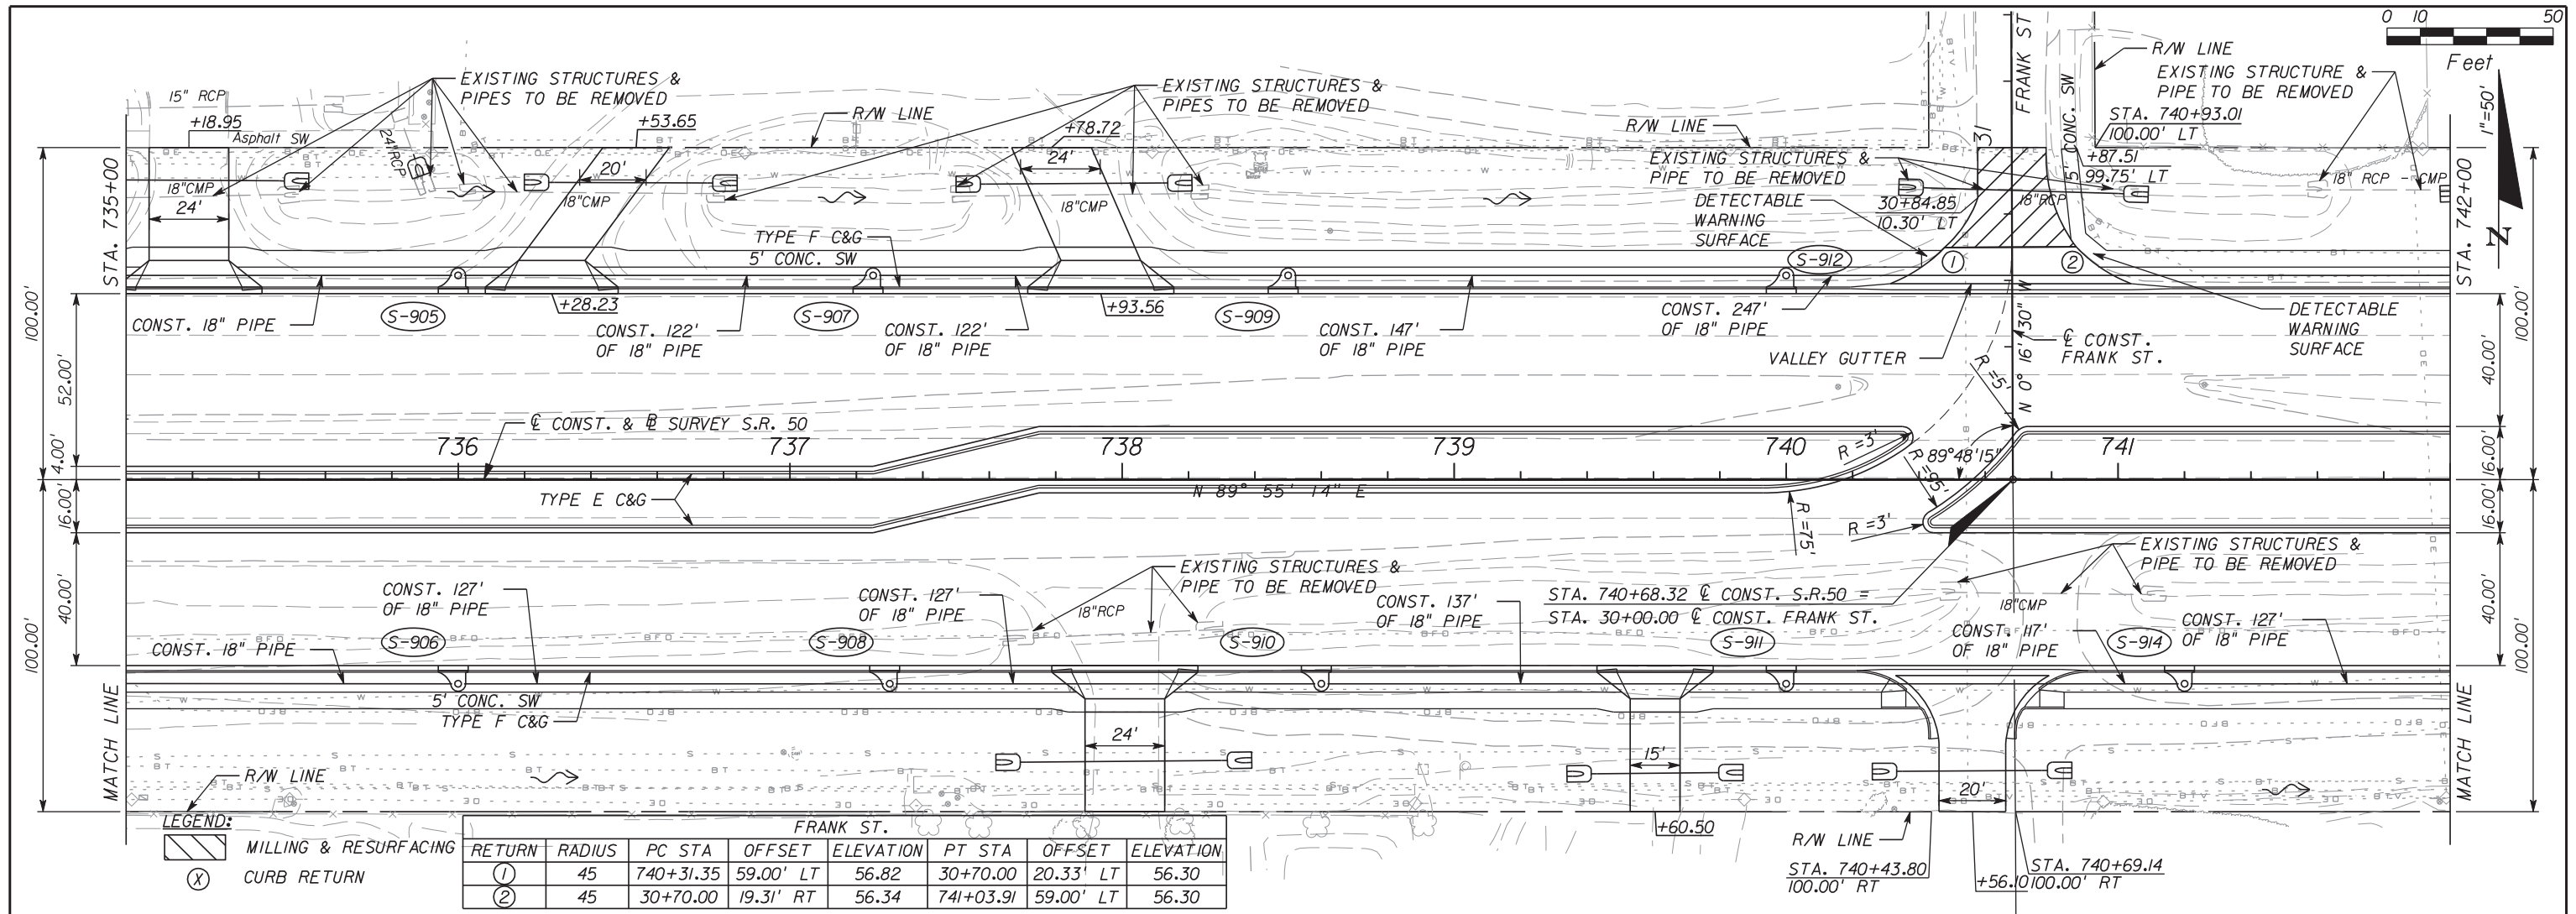 0 10 50
Feet
1"=50'
N
15" RCP
+18.95
Asphalt SW
EXISTING STRUCTURES &
PIPES TO BE REMOVED
+53.65
R/W LINE
+78.72
EXISTING STRUCTURES &
PIPES TO BE REMOVED
R/W LINE
EXISTING STRUCTURES &
PIPE TO BE REMOVED
FRANK ST
31
5' CONC. SW
R/W LINE
EXISTING STRUCTURE &
PIPE TO BE REMOVED
STA. 740+93.01
100.00' LT
+87.51
99.75' LT
18" RCP - CMP
24"RCP
18"CMP
24'
20'
18"CMP
24'
18"CMP
DETECTABLE
WARNING
SURFACE
30+84.85
10.30' LT
18"RCP
STA. 735+00
STA. 742+00
TYPE F C&G
5' CONC. SW
S-912
1
2
CONST. 18" PIPE
S-905
+28.23
CONST. 122'
OF 18" PIPE
S-907
CONST. 122'
OF 18" PIPE
+93.56
S-909
CONST. 147'
OF 18" PIPE
CONST. 247'
OF 18" PIPE
VALLEY GUTTER
N 0° 16' 30" W
℄ CONST.
FRANK ST.
DETECTABLE
WARNING
SURFACE
100.00'
52.00'
4.00'
16.00'
40.00'
100.00'
100.00'
40.00'
16.00'
16.00'
40.00'
100.00'
℄ CONST. & ⅊ SURVEY S.R. 50
736
737
738
739
740
741
R =3'
R =5'
R =95'
89°48'15"
TYPE E C&G
N 89° 55' 14" E
R =75'
R =3'
EXISTING STRUCTURES &
PIPE TO BE REMOVED
EXISTING STRUCTURES &
PIPE TO BE REMOVED
CONST. 127'
OF 18" PIPE
CONST. 127'
OF 18" PIPE
18"RCP
CONST. 137'
OF 18" PIPE
STA. 740+68.32 ℄ CONST. S.R.50 =
STA. 30+00.00 ℄ CONST. FRANK ST.
18"CMP
CONST. 117'
OF 18" PIPE
CONST. 127'
OF 18" PIPE
CONST. 18" PIPE
S-906
S-908
S-910
S-911
S-914
5' CONC. SW
TYPE F C&G
24'
15'
20'
MATCH LINE
MATCH LINE
R/W LINE
+60.50
R/W LINE
STA. 740+43.80
100.00' RT
+56.10
STA. 740+69.14
100.00' RT
LEGEND:
MILLING & RESURFACING
X CURB RETURN
FRANK ST.
RETURN RADIUS PC STA OFFSET ELEVATION PT STA OFFSET ELEVATION
1 45 740+31.35 59.00' LT 56.82 30+70.00 20.33' LT 56.30
2 45 30+70.00 19.31' RT 56.34 741+03.91 59.00' LT 56.30